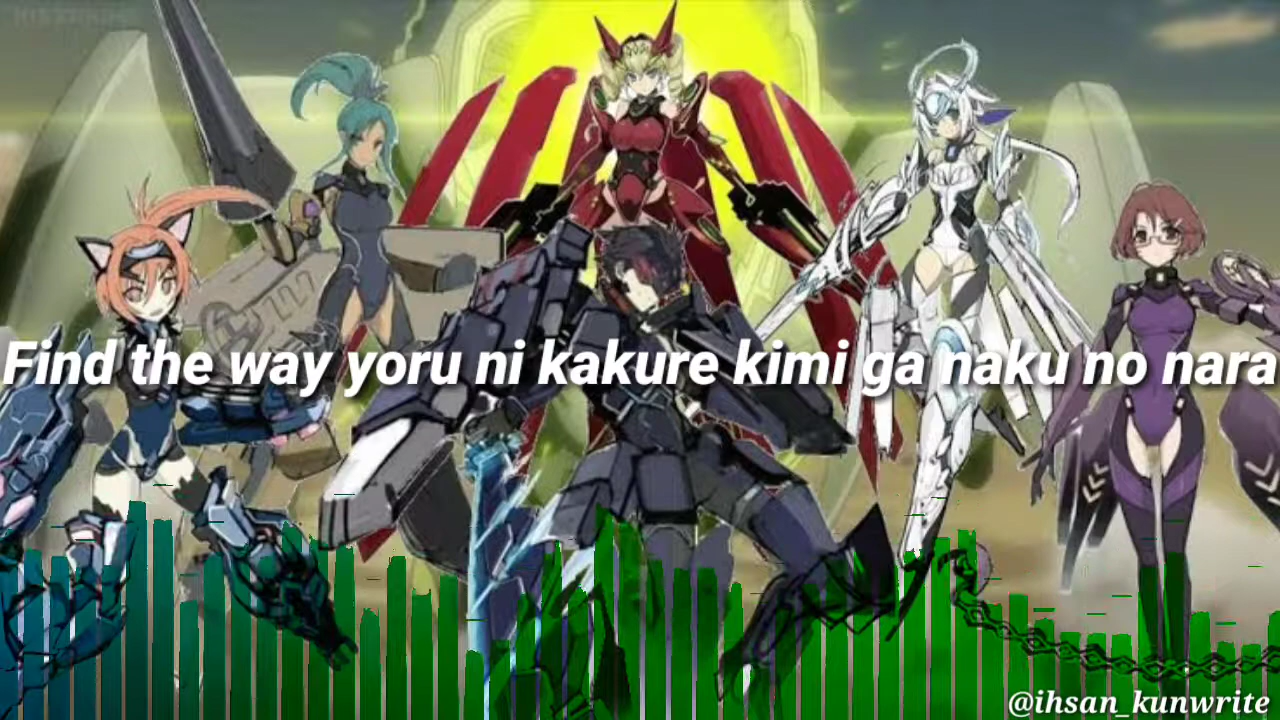 Find the way yoru ni kakure kimi ga naku no nara
@ihsan_kunwrite